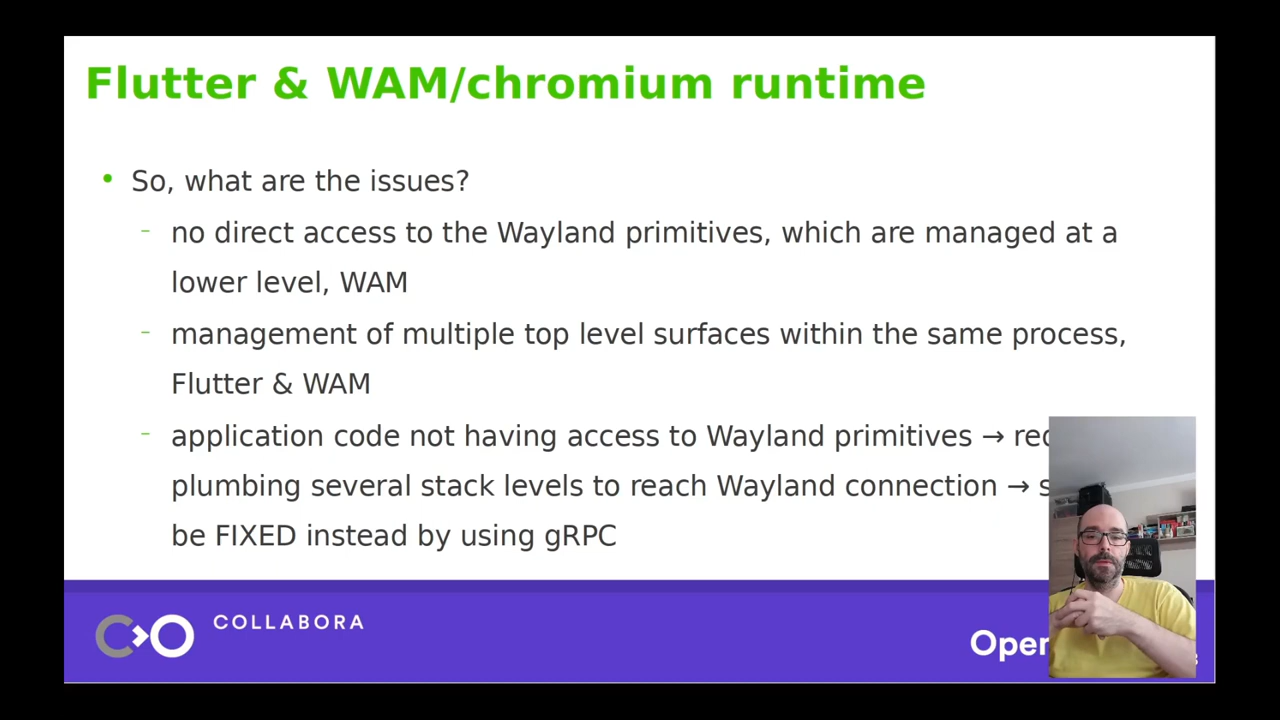 Flutter & WAM/chromium runtime
• So, what are the issues?
– no direct access to the Wayland primitives, which are managed at a
lower level, WAM
– management of multiple top level surfaces within the same process,
Flutter & WAM
– application code not having access to Wayland primitives →
plumbing several stack levels to reach Wayland connection →
be FIXED instead by using gRPC
COLLABORA
Open